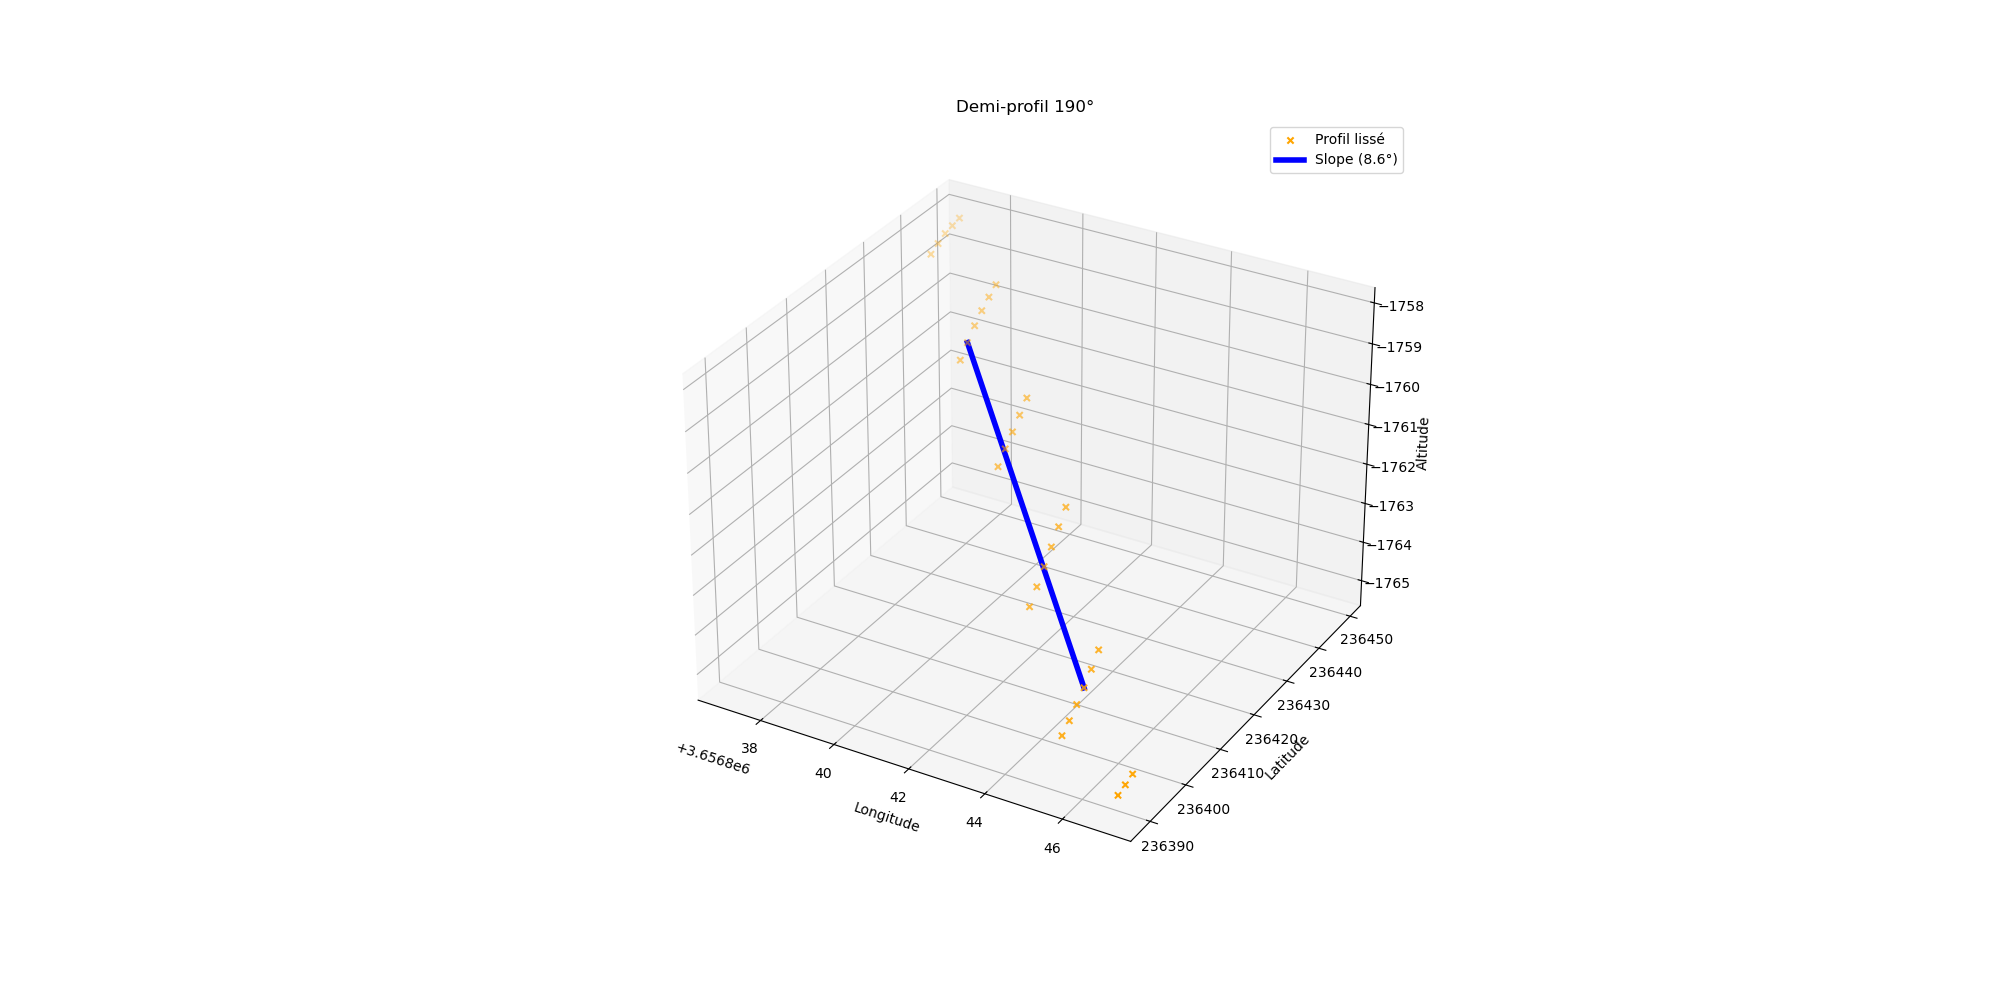 Demi-profil 190°
Profil lissé
Slope (8.6°)
−1758
−1759
−1760
−1761
−1762
−1763
−1764
−1765
Altitude
236450
236440
236430
236420
236410
236400
236390
Latitude
38
40
42
44
46
+3.6568e6
Longitude